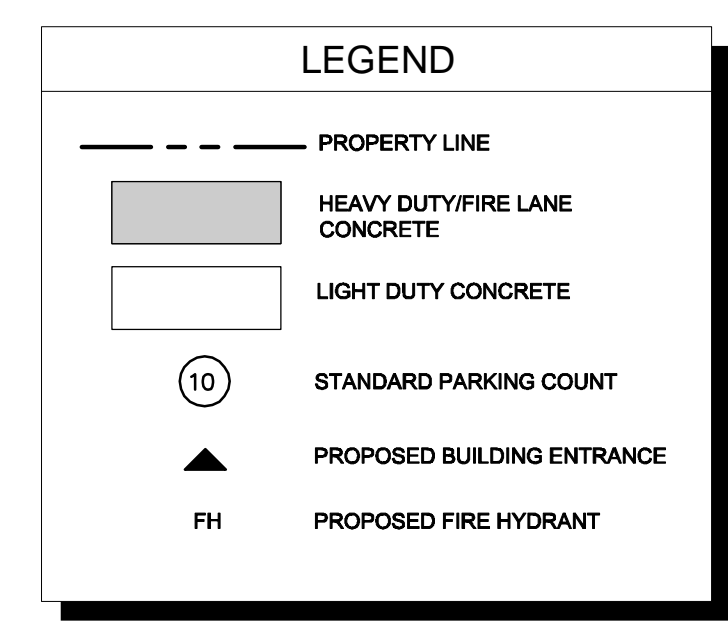 LEGEND
PROPERTY LINE
HEAVY DUTY/FIRE LANE
CONCRETE
LIGHT DUTY CONCRETE
10 STANDARD PARKING COUNT
PROPOSED BUILDING ENTRANCE
FH PROPOSED FIRE HYDRANT